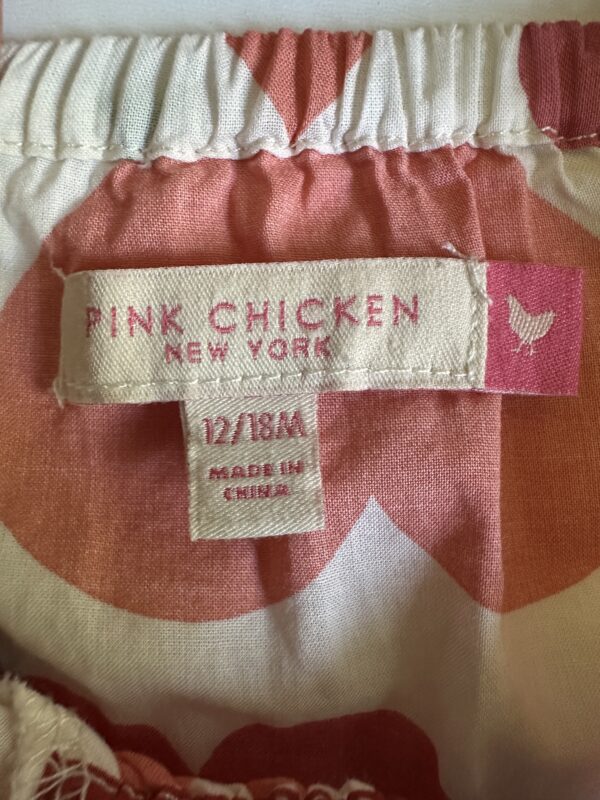 PINK CHICKEN
NEW YORK
12/18M
MADE IN
CHINA